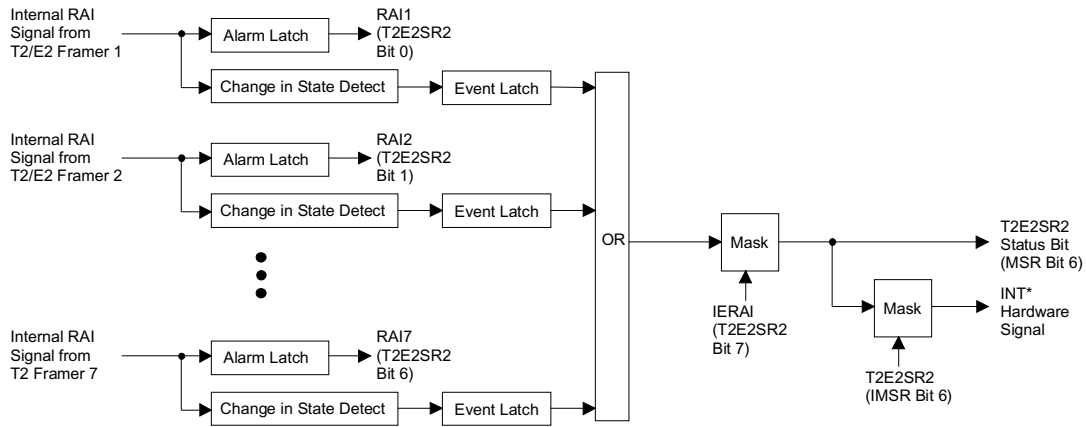 Internal RAI
Signal from
T2/E2 Framer 1
Alarm Latch
RAI1
(T2E2SR2
Bit 0)
Change in State Detect
Event Latch
Internal RAI
Signal from
T2/E2 Framer 2
Alarm Latch
RAI2
(T2E2SR2
Bit 1)
Change in State Detect
Event Latch
OR
Mask
IERAI
(T2E2SR2
Bit 7)
T2E2SR2
Status Bit
(MSR Bit 6)
Mask
INT*
Hardware
Signal
T2E2SR2
(IMSR Bit 6)
Internal RAI
Signal from
T2 Framer 7
Alarm Latch
RAI7
(T2E2SR2
Bit 6)
Change in State Detect
Event Latch